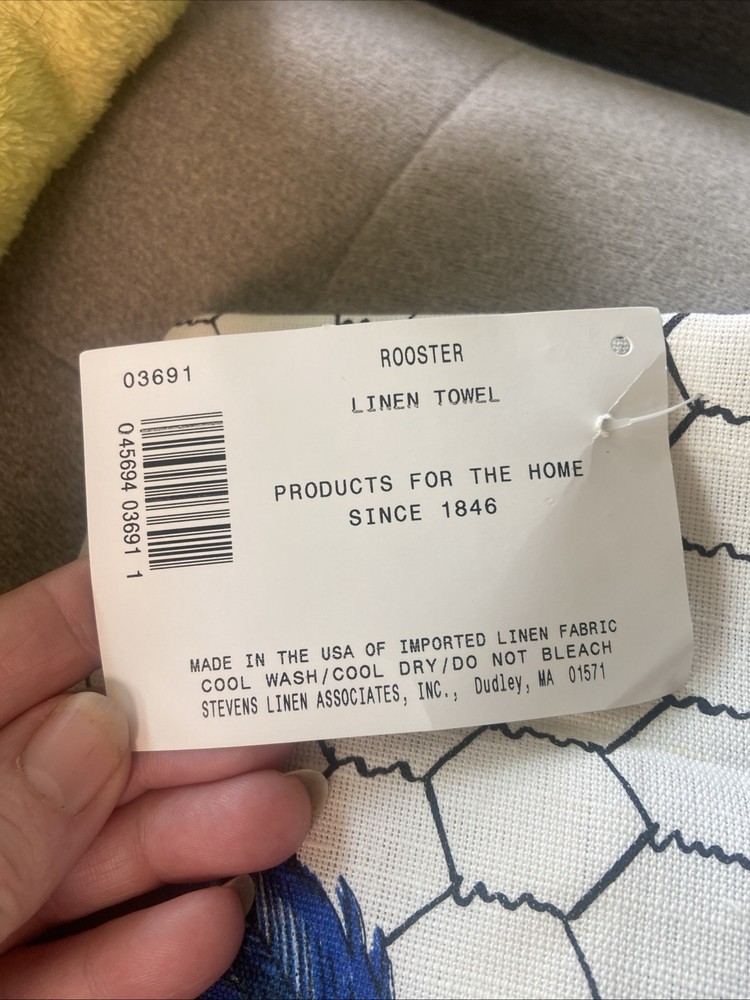 03691
ROOSTER
LINEN TOWEL
045694 03691 1
PRODUCTS FOR THE HOME
SINCE 1846
MADE IN THE USA OF IMPORTED LINEN FABRIC
COOL WASH/COOL DRY/DO NOT BLEACH
STEVENS LINEN ASSOCIATES, INC., Dudley, MA 01571